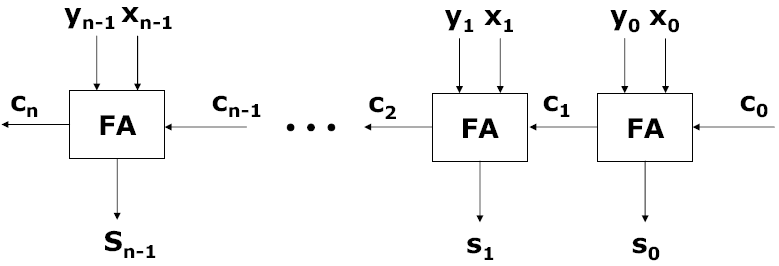 yn-1 xn-1 y1 x1 y0 x0
cn cn-1 c2 c1 c0
FA ... FA FA
Sn-1 s1 s0